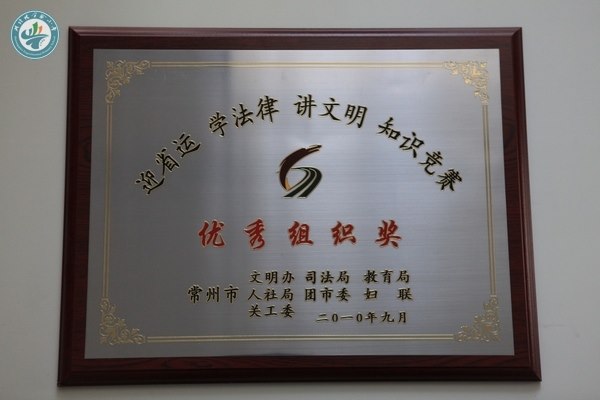 迎省运 学法律 讲文明 知识竞赛
优秀组织奖
文明办 司法局 教育局
常州市 人社局 团市委 妇联
关工委 二〇一〇年九月